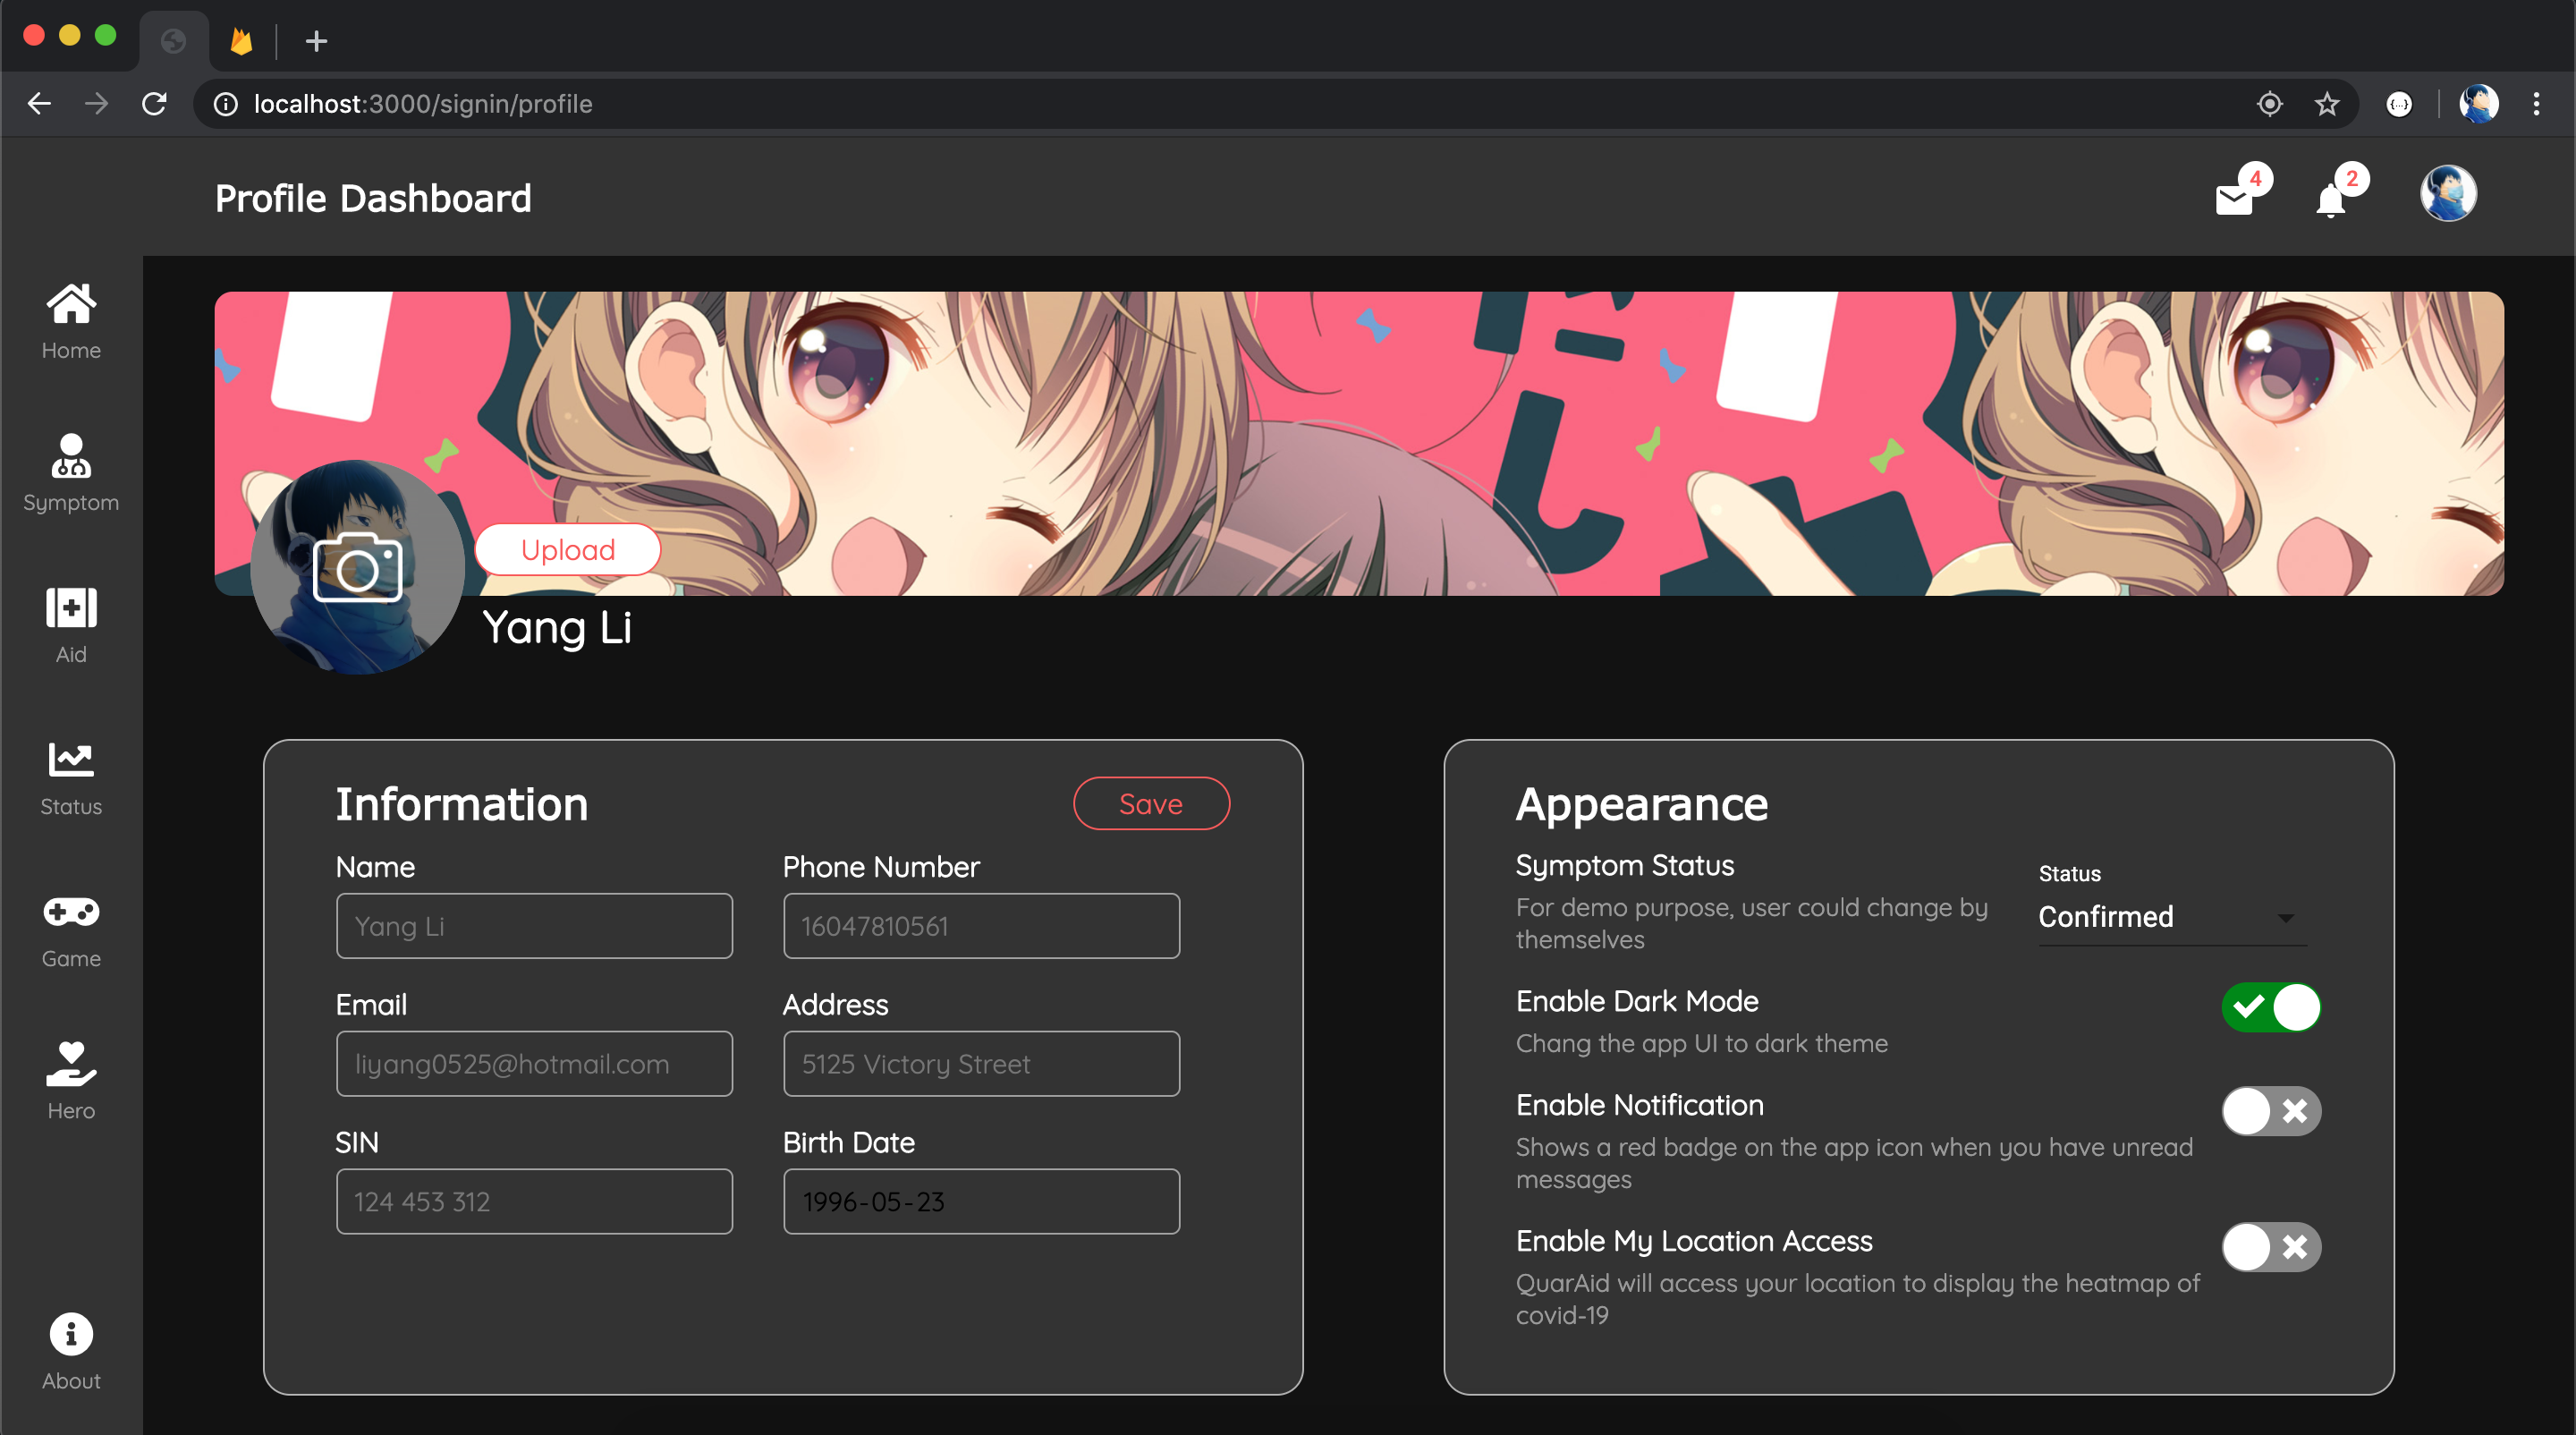 localhost:3000/signin/profile
Profile Dashboard
4
2
Home
Symptom
Aid
Status
Game
Hero
About
Upload
Yang Li
Information
Save
Name
Phone Number
Yang Li
16047810561
Email
Address
liyang0525@hotmail.com
5125 Victory Street
SIN
Birth Date
124 453 312
1996-05-23
Appearance
Symptom Status
For demo purpose, user could change by
themselves
Status
Confirmed
Enable Dark Mode
Chang the app UI to dark theme
Enable Notification
Shows a red badge on the app icon when you have unread
messages
Enable My Location Access
QuarAid will access your location to display the heatmap of
covid-19